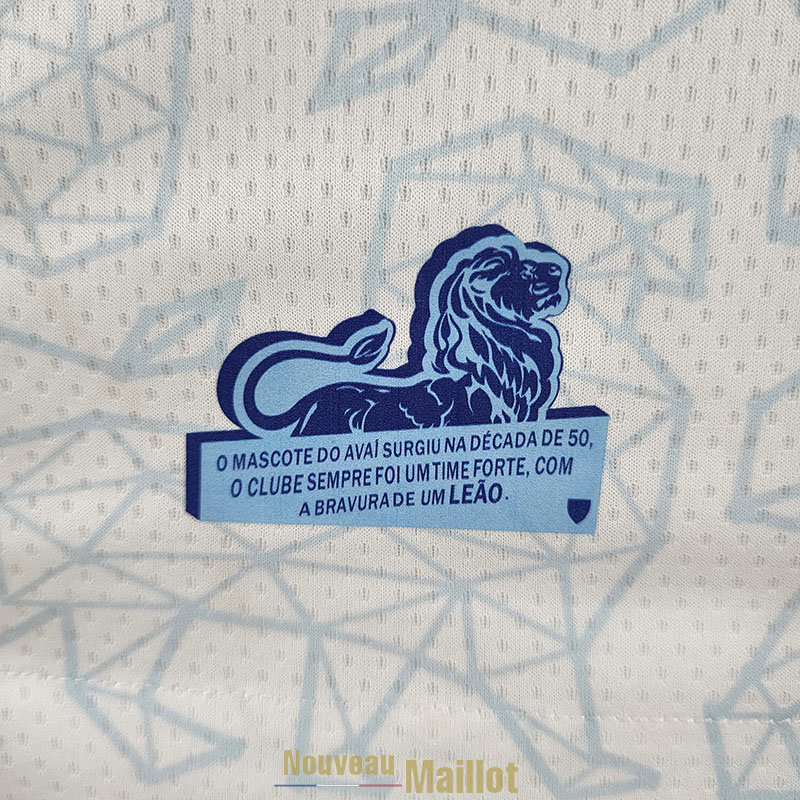 O MASCOTE DO AVAÍ SURGIU NA DÉCADA DE 50,
O CLUBE SEMPRE FOI UM TIME FORTE, COM
A BRAVURA DE UM LEÃO.
Nouveau Maillot